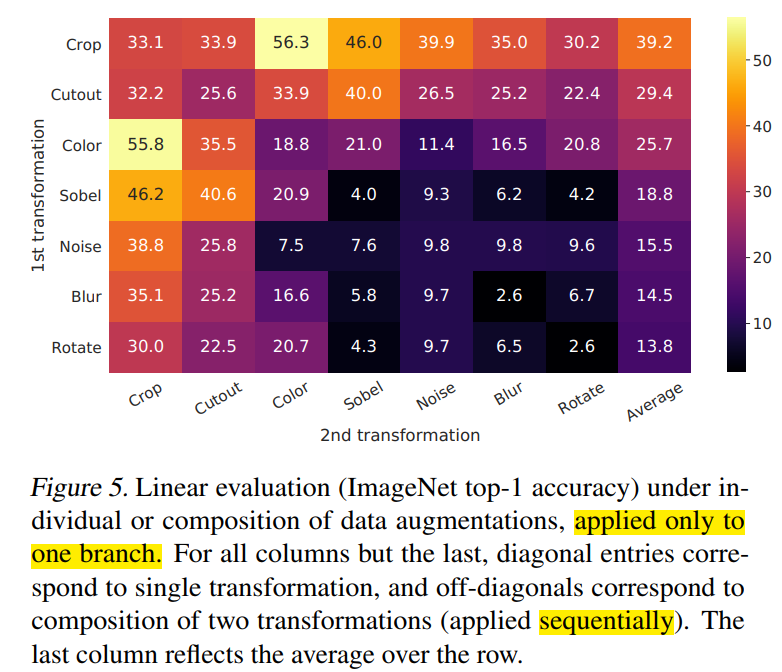 Crop 33.1 33.9 56.3 46.0 39.9 35.0 30.2 39.2
Cutout 32.2 25.6 33.9 40.0 26.5 25.2 22.4 29.4
Color 55.8 35.5 18.8 21.0 11.4 16.5 20.8 25.7
Sobel 46.2 40.6 20.9 4.0 9.3 6.2 4.2 18.8
Noise 38.8 25.8 7.5 7.6 9.8 9.8 9.6 15.5
Blur 35.1 25.2 16.6 5.8 9.7 2.6 6.7 14.5
Rotate 30.0 22.5 20.7 4.3 9.7 6.5 2.6 13.8
1st transformation
Crop Cutout Color Sobel Noise Blur Rotate Average
2nd transformation
50
40
30
20
10
Figure 5. Linear evaluation (ImageNet top-1 accuracy) under in-
dividual or composition of data augmentations, applied only to
one branch. For all columns but the last, diagonal entries corre-
spond to single transformation, and off-diagonals correspond to
composition of two transformations (applied sequentially). The
last column reflects the average over the row.